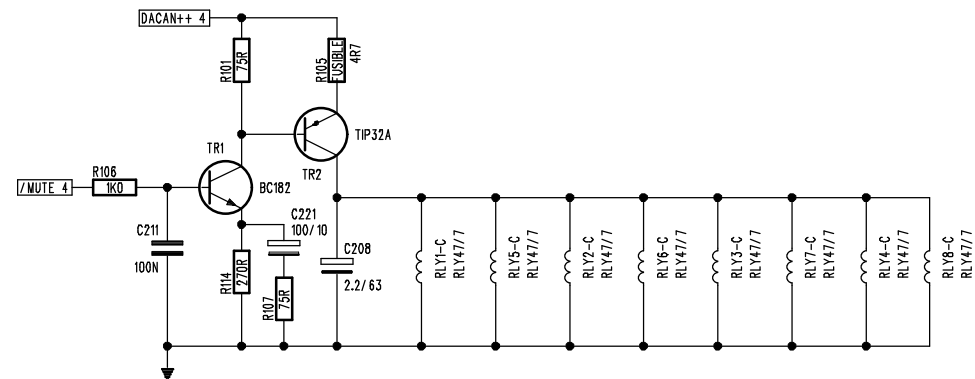 DACAN++ 4
R101
75R
R105
FUSIBLE
4R7
TIP32A
TR2
TR1
BC182
/MUTE 4
R106
1K0
C211
100N
C221
100/10
R114
270R
R107
75R
C208
2.2/63
RLY1-C
RLY47/7
RLY5-C
RLY47/7
RLY2-C
RLY47/7
RLY6-C
RLY47/7
RLY3-C
RLY47/7
RLY7-C
RLY47/7
RLY4-C
RLY47/7
RLY8-C
RLY47/7